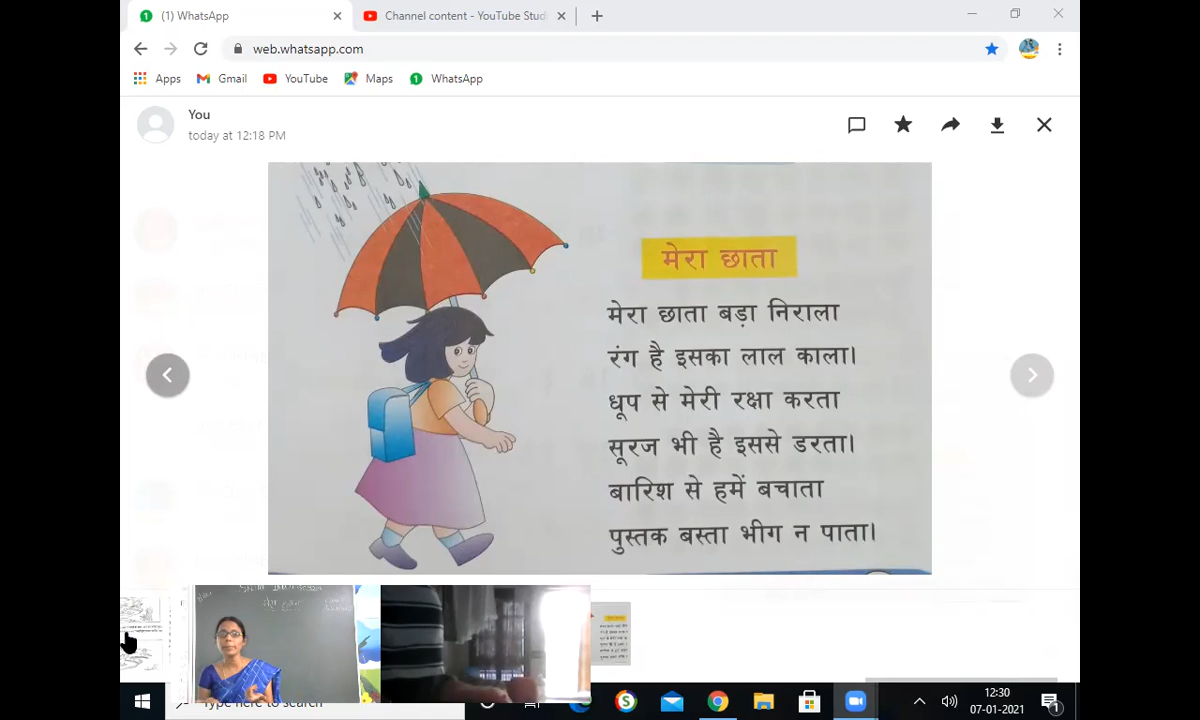 (1) WhatsApp
Channel content - YouTube Stud
web.whatsapp.com
Apps
Gmail
YouTube
Maps
WhatsApp
You
today at 12:18 PM
मेरा छाता
मेरा छाता बड़ा निराला
रंग है इसका लाल काला।
धूप से मेरी रक्षा करता
सूरज भी है इससे डरता।
बारिश से हमें बचाता
पुस्तक बस्ता भीग न पाता।
मेरा छाता
Type here to search
12:30
07-01-2021